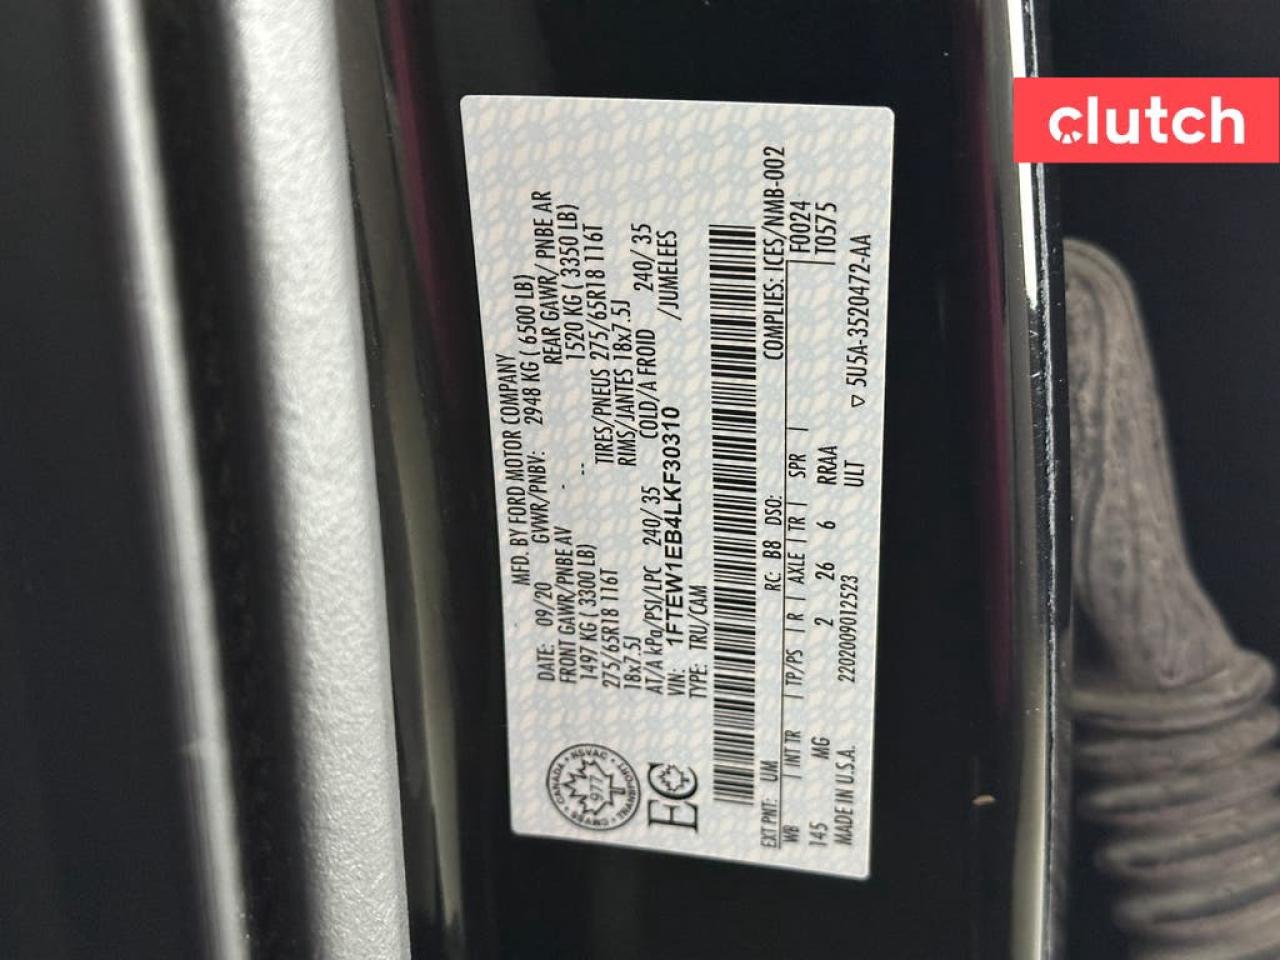 clutch
MFD. BY FORD MOTOR COMPANY
DATE: 09/20 GVWR/PNBV: 2948 KG ( 6500 LB)
FRONT GAWR/PNBE AV REAR GAWR/ PNBE AR
1497 KG ( 3300 LB) 1520 KG ( 3350 LB)
275/65R18 116T TIRES/PNEUS 275/65R18 116T
18x7.5J RIMS/JANTES 18x7.5J
AT/A kPa/PSI/LPC 240/ 35 COLD/A FROID 240/ 35
VIN: 1FTEW1EB4LKF30310 /JUMELEES
TYPE: TRU/CAM
CANADA • NSVAC • TRANSPORT • CMVSS
977
EC
EXT PNT: UM RC: B8 DSO: COMPLIES: ICES/NMB-002
WB | INT TR | TP/PS | R | AXLE | TR | SPR | F0024
145 MG 2 26 6 RRAA T0575
ULT
MADE IN U.S.A. 2202009012523 ▽ 5U5A-3520472-AA